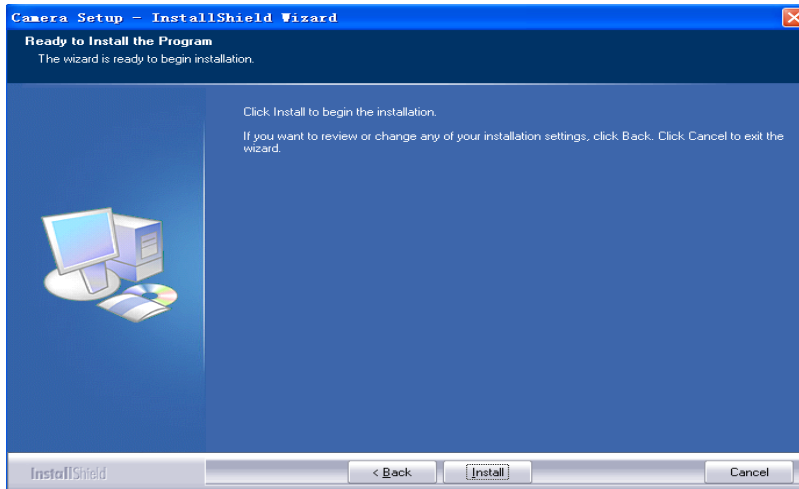 Camera Setup - InstallShield Wizard
Ready to Install the Program
The wizard is ready to begin installation.
Click Install to begin the installation.
If you want to review or change any of your installation settings, click Back. Click Cancel to exit the
wizard.
InstallShield
< Back
Install
Cancel